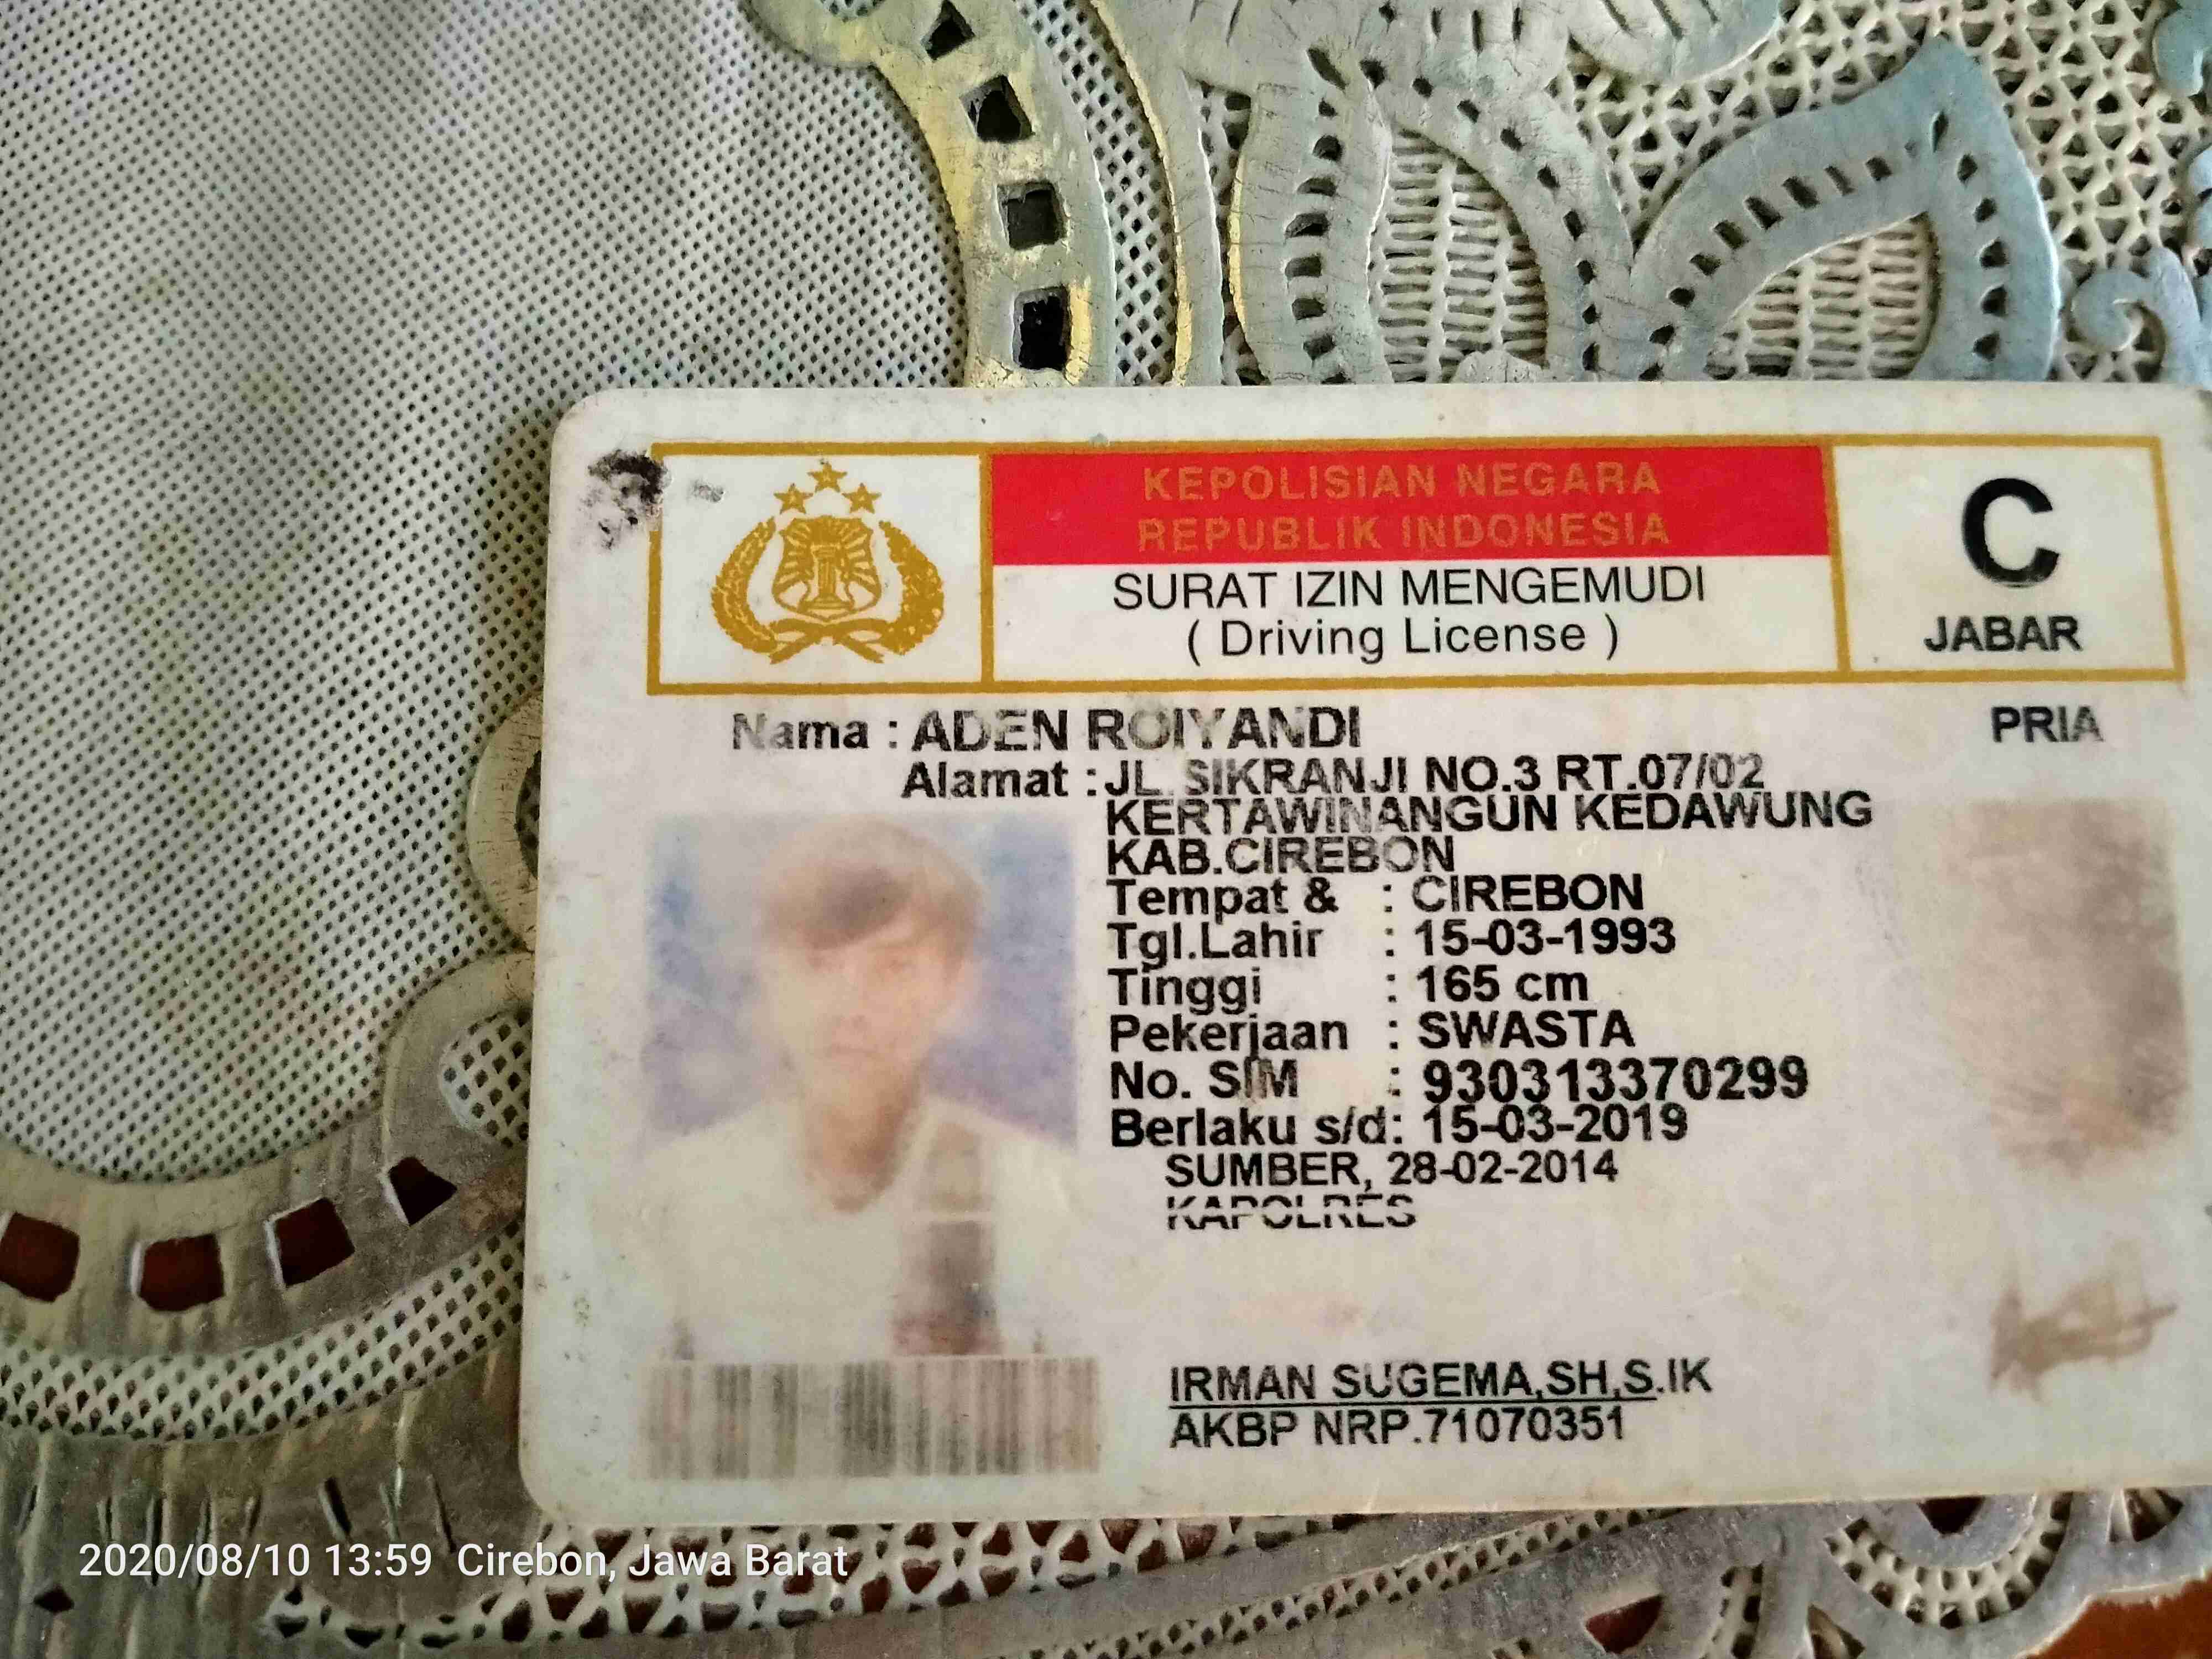 KEPOLISIAN NEGARA
REPUBLIK INDONESIA
SURAT IZIN MENGEMUDI
( Driving License )
C
JABAR
Nama : ADEN ROIYANDI
PRIA
Alamat : JL. SIKRANJI NO.3 RT.07/02
KERTAWINANGUN KEDAWUNG
KAB.CIREBON
Tempat & : CIREBON
Tgl.Lahir : 15-03-1993
Tinggi : 165 cm
Pekerjaan : SWASTA
No. SIM : 930313370299
Berlaku s/d: 15-03-2019
SUMBER, 28-02-2014
KAPOLRES
IRMAN SUGEMA,SH,S.IK
AKBP NRP.71070351
2020/08/10 13:59 Cirebon, Jawa Barat